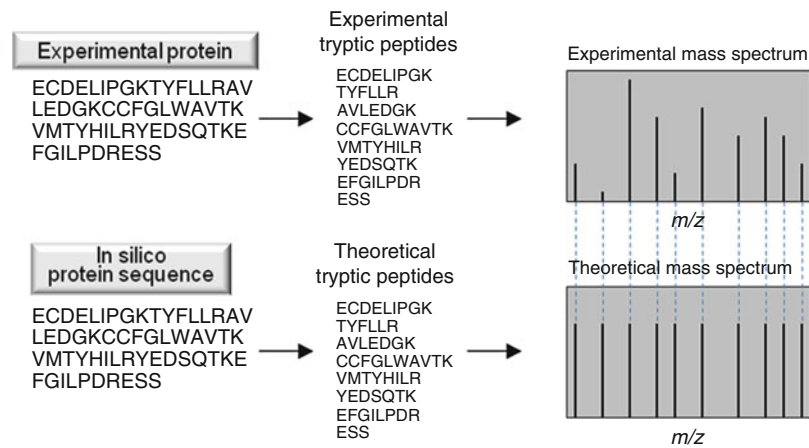 Experimental protein
ECDELIPGKTYFLLRAV
LEDGKCCFGLWAVTK
VMTYHILRYEDSQTKE
FGILPDRESS
Experimental
tryptic peptides
ECDELIPGK
TYFLLR
AVLEDGK
CCFGLWAVTK
VMTYHILR
YEDSQTK
EFGILPDR
ESS
Experimental mass spectrum
m/z
In silico
protein sequence
ECDELIPGKTYFLLRAV
LEDGKCCFGLWAVTK
VMTYHILRYEDSQTKE
FGILPDRESS
Theoretical
tryptic peptides
ECDELIPGK
TYFLLR
AVLEDGK
CCFGLWAVTK
VMTYHILR
YEDSQTK
EFGILPDR
ESS
Theoretical mass spectrum
m/z